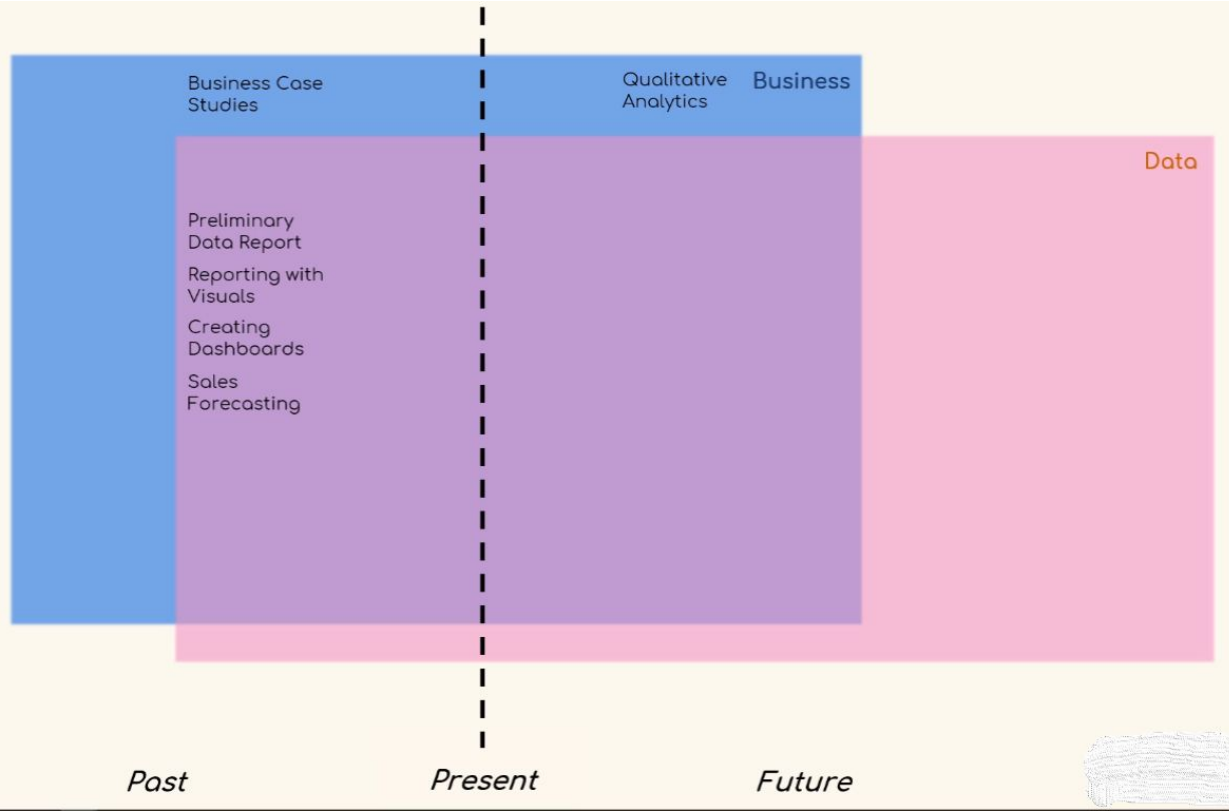 Business Case
Studies
Qualitative
Analytics
Business
Data
Preliminary
Data Report
Reporting with
Visuals
Creating
Dashboards
Sales
Forecasting
Past
Present
Future